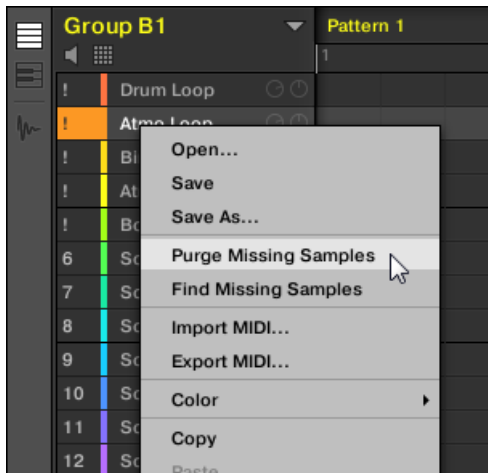 Group B1
Pattern 1
1
! Drum Loop
! Atmo Loop
! Bi
! At
! Bo
6 So
7 So
8 So
9 So
10 So
11 So
12 So
Open...
Save
Save As...
Purge Missing Samples
Find Missing Samples
Import MIDI...
Export MIDI...
Color
Copy
Paste